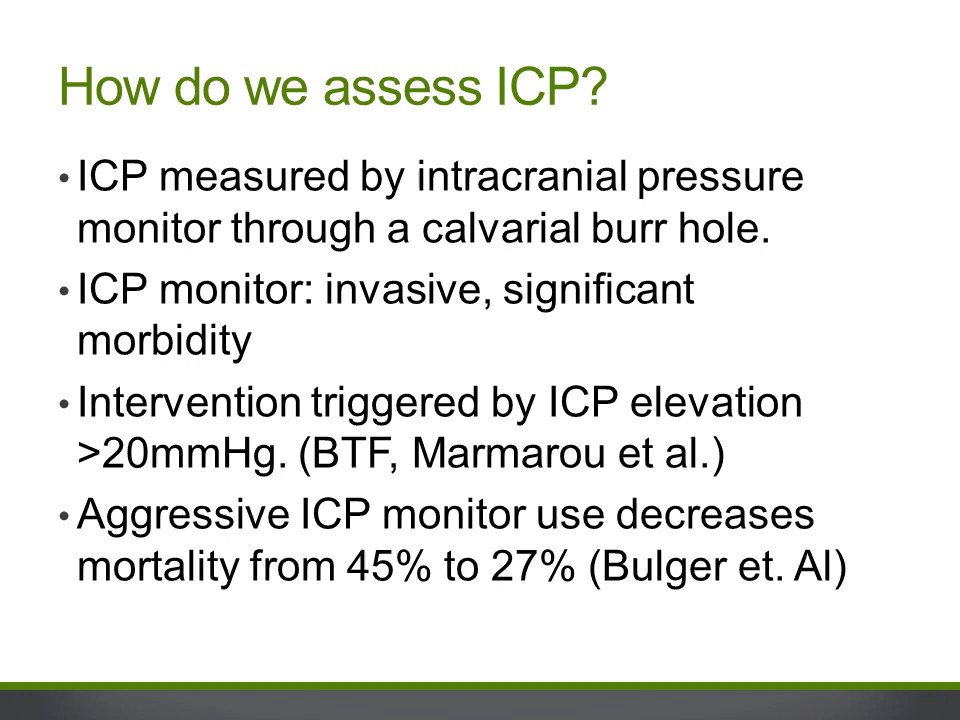 How do we assess ICP?
• ICP measured by intracranial pressure
monitor through a calvarial burr hole.
• ICP monitor: invasive, significant
morbidity
• Intervention triggered by ICP elevation
>20mmHg. (BTF, Marmarou et al.)
• Aggressive ICP monitor use decreases
mortality from 45% to 27% (Bulger et. Al)